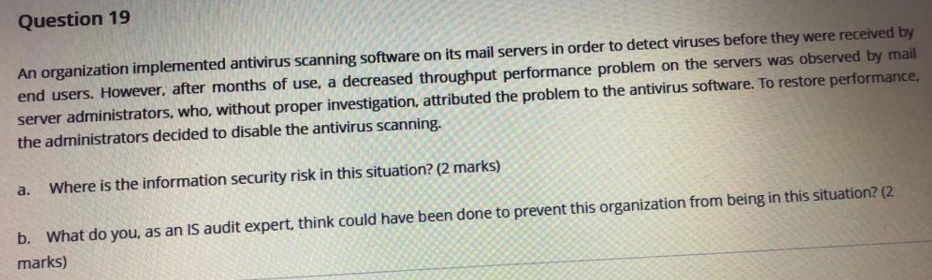 Question 19
An organization implemented antivirus scanning software on its mail servers in order to detect viruses before they were received by
end users. However, after months of use, a decreased throughput performance problem on the servers was observed by mail
server administrators, who, without proper investigation, attributed the problem to the antivirus software. To restore performance,
the administrators decided to disable the antivirus scanning.
a. Where is the information security risk in this situation? (2 marks)
b. What do you, as an IS audit expert, think could have been done to prevent this organization from being in this situation? (2
marks)